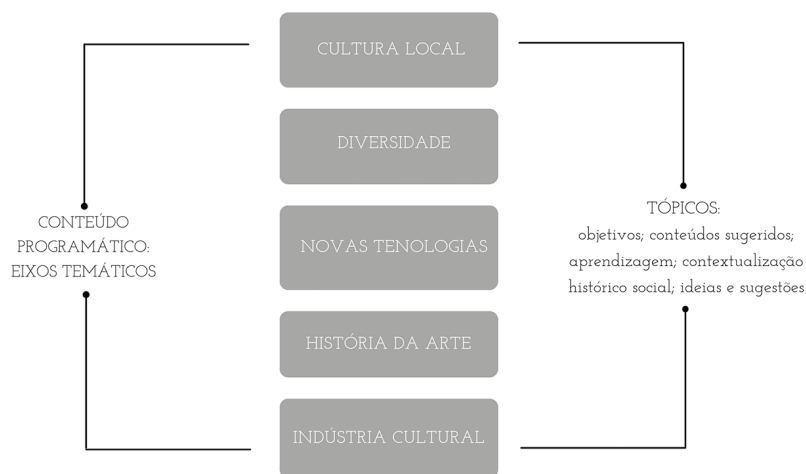 CULTURA LOCAL
DIVERSIDADE
NOVAS TENOLOGIAS
HISTÓRIA DA ARTE
INDÚSTRIA CULTURAL
CONTEÚDO
PROGRAMÁTICO:
EIXOS TEMÁTICOS
TÓPICOS:
objetivos; conteúdos sugeridos;
aprendizagem; contextualização
histórico social; ideias e sugestões